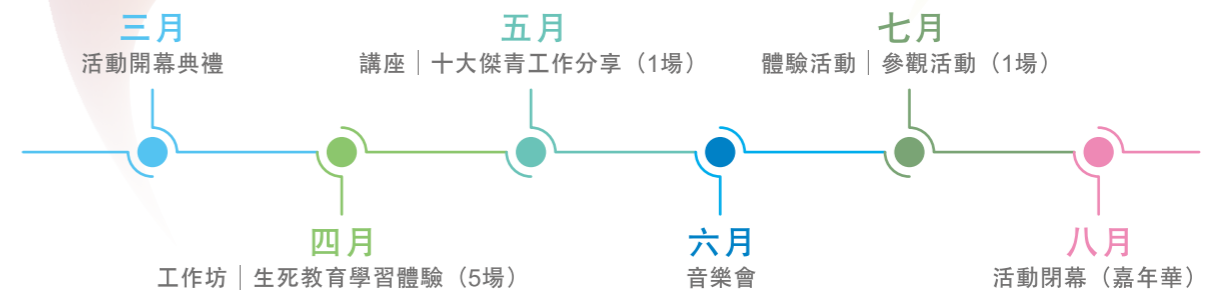 三月
活動開幕典禮
四月
工作坊｜生死教育學習體驗（5場）
五月
講座｜十大傑青工作分享（1場）
六月
音樂會
七月
體驗活動｜參觀活動（1場）
八月
活動閉幕（嘉年華）